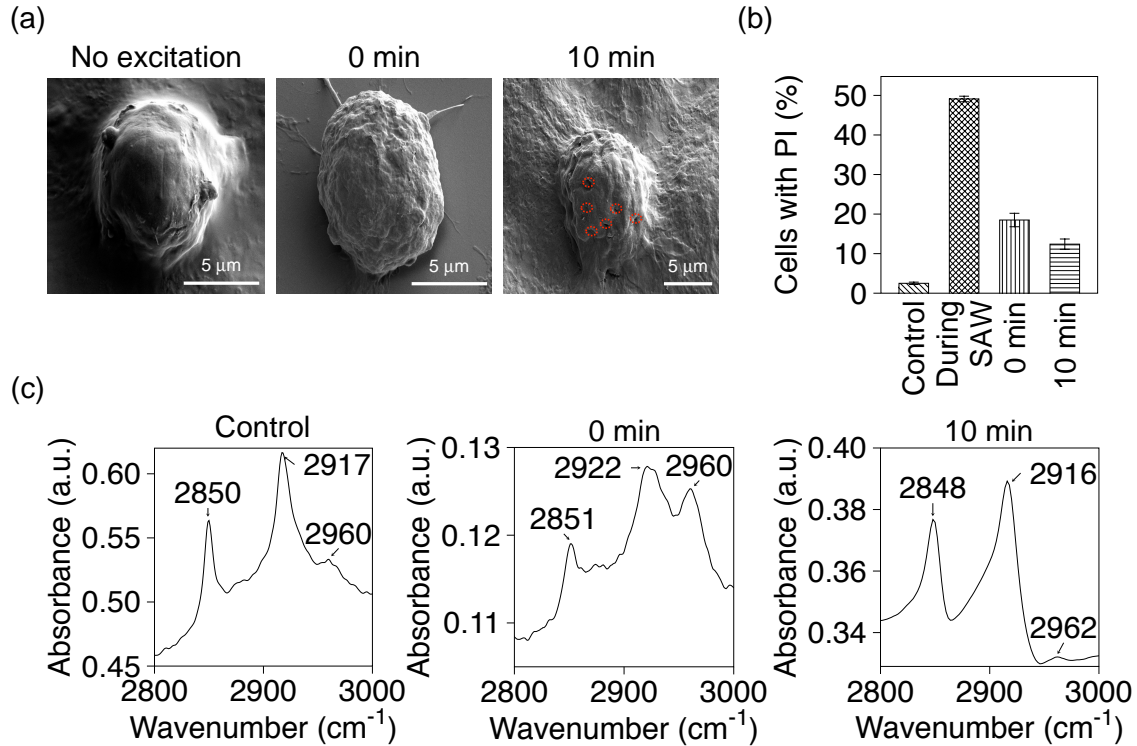 (a)
No excitation
0 min
10 min
5 μm
5 μm
5 μm
(b)
Cells with PI (%)
50
40
30
20
10
0
Control
During
SAW
0 min
10 min
(c)
Control
Absorbance (a.u.)
0.60
0.55
0.50
0.45
2850
2917
2960
2800
2900
3000
Wavenumber (cm⁻¹)
0 min
Absorbance (a.u.)
0.13
0.12
0.11
2851
2922
2960
2800
2900
3000
Wavenumber (cm⁻¹)
10 min
Absorbance (a.u.)
0.40
0.38
0.36
0.34
2848
2916
2962
2800
2900
3000
Wavenumber (cm⁻¹)